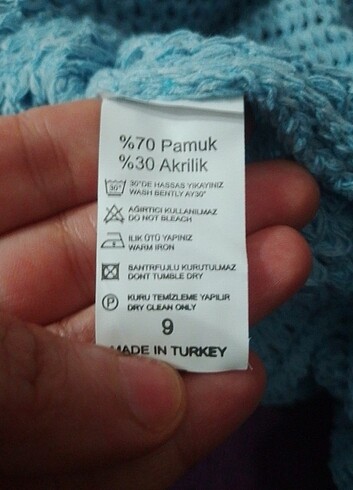 %70 Pamuk
%30 Akrilik
30°
30°DE HASSAS YIKAYINIZ
WASH BENTLY AY30°
AĞIRTICI KULLANILMAZ
DO NOT BLEACH
ILIK ÜTÜ YAPINIZ
WARM IRON
SANTRFUJLU KURUTULMAZ
DONT TUMBLE DRY
P
KURU TEMİZLEME YAPILIR
DRY CLEAN ONLY
9
MADE IN TURKEY